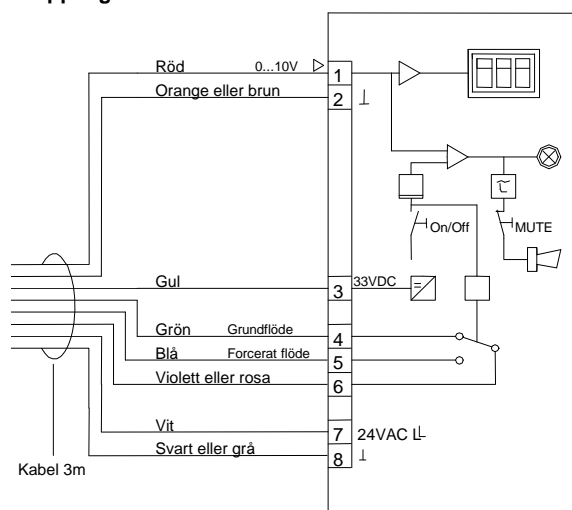 Röd 0...10V 1
Orange eller brun 2
On/Off MUTE
Gul 3 33VDC
Grön Grundflöde 4
Blå Forcerat flöde 5
Violett eller rosa 6
Vit 7 24VAC
Svart eller grå 8
Kabel 3m